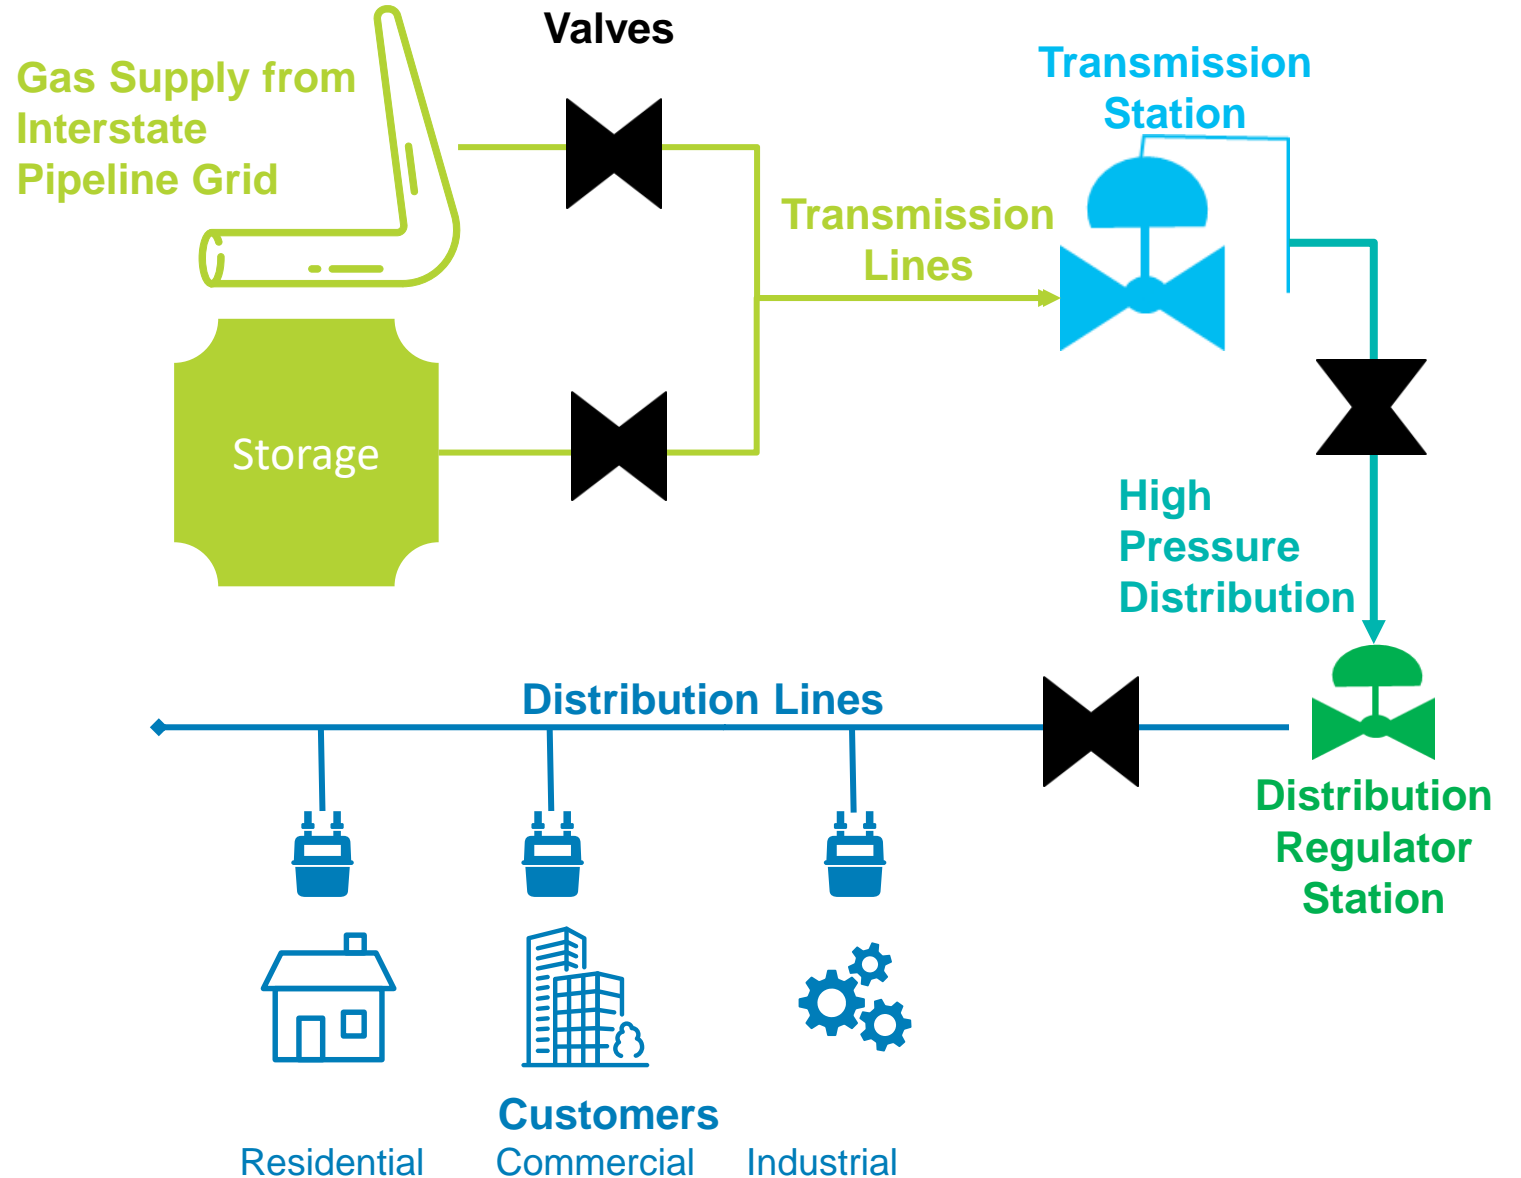 Valves
Gas Supply from
Interstate
Pipeline Grid
Transmission
Station
Transmission
Lines
Storage
High
Pressure
Distribution
Distribution Lines
Distribution
Regulator
Station
Customers
Residential
Commercial
Industrial